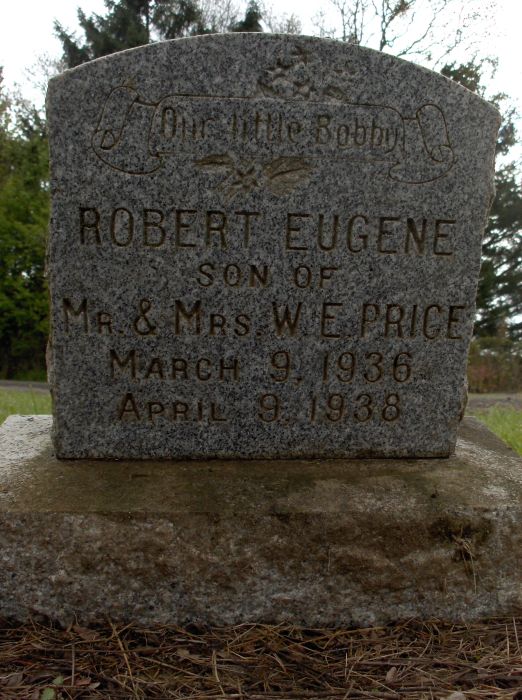 Our little Bobby
ROBERT EUGENE
SON OF
MR. & MRS. W. E. PRICE
MARCH 9, 1936
APRIL 9, 1938